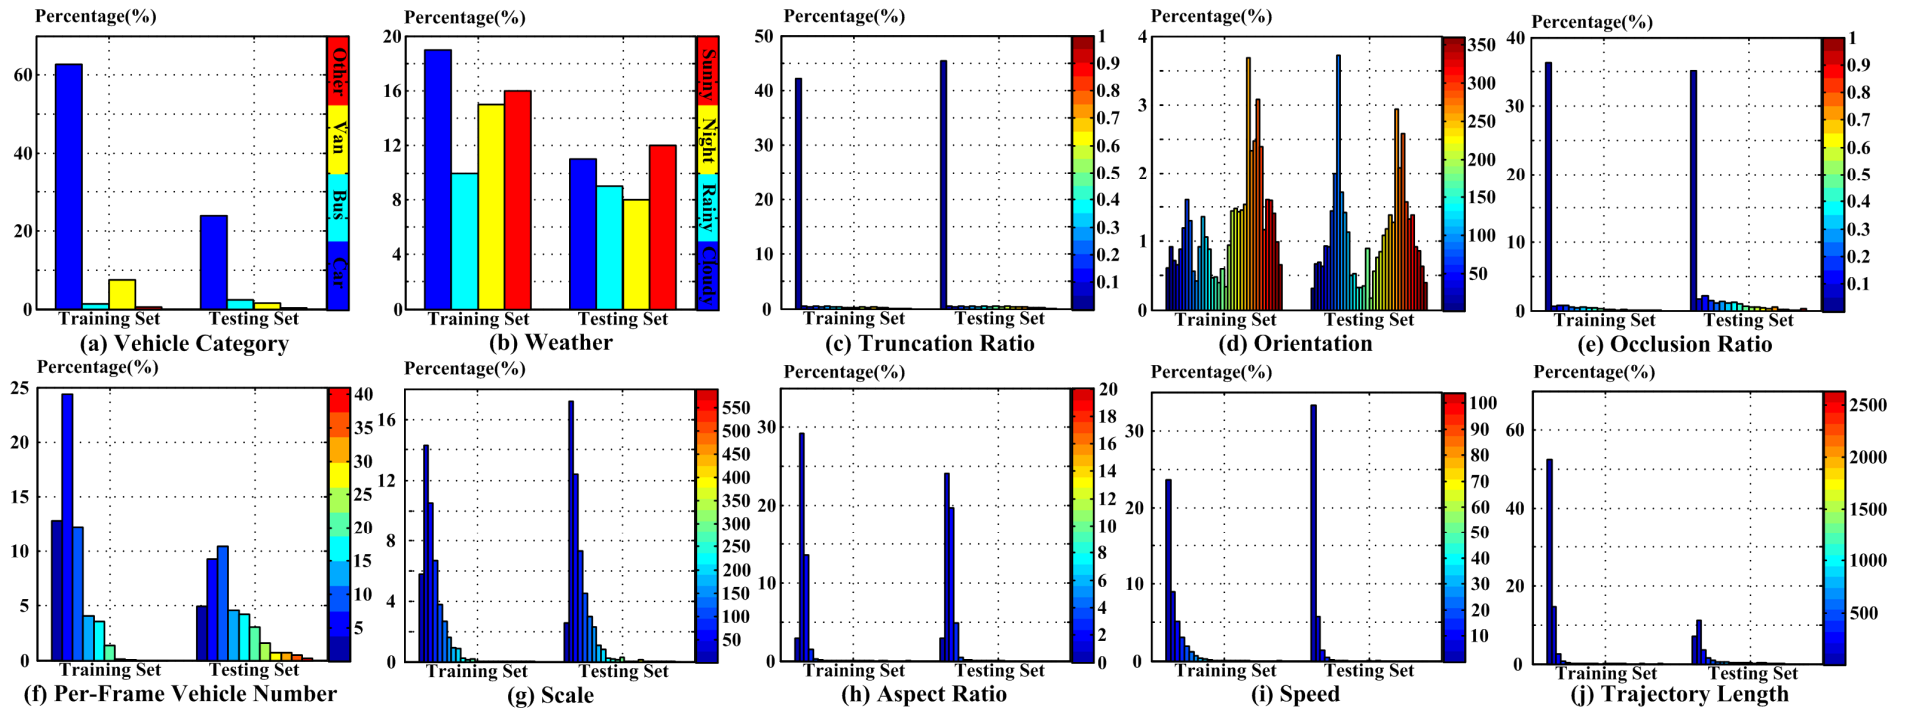 Percentage(%)
60
40
20
0
Training Set
Testing Set
Other
Van
Bus
Car
(a) Vehicle Category
Percentage(%)
20
16
12
8
4
0
Training Set
Testing Set
Sunny
Night
Rainy
Cloudy
(b) Weather
Percentage(%)
50
40
30
20
10
0
Training Set
Testing Set
1
0.9
0.8
0.7
0.6
0.5
0.4
0.3
0.2
0.1
(c) Truncation Ratio
Percentage(%)
4
3
2
1
0
Training Set
Testing Set
350
300
250
200
150
100
50
(d) Orientation
Percentage(%)
40
30
20
10
0
Training Set
Testing Set
1
0.9
0.8
0.7
0.6
0.5
0.4
0.3
0.2
0.1
(e) Occlusion Ratio
Percentage(%)
25
20
15
10
5
0
Training Set
Testing Set
40
35
30
25
20
15
10
5
(f) Per-Frame Vehicle Number
Percentage(%)
16
12
8
4
0
Training Set
Testing Set
550
500
450
400
350
300
250
200
150
100
50
(g) Scale
Percentage(%)
30
20
10
0
Training Set
Testing Set
20
18
16
14
12
10
8
6
4
2
0
(h) Aspect Ratio
Percentage(%)
30
20
10
0
Training Set
Testing Set
100
90
80
70
60
50
40
30
20
10
(i) Speed
Percentage(%)
60
40
20
0
Training Set
Testing Set
2500
2000
1500
1000
500
(j) Trajectory Length